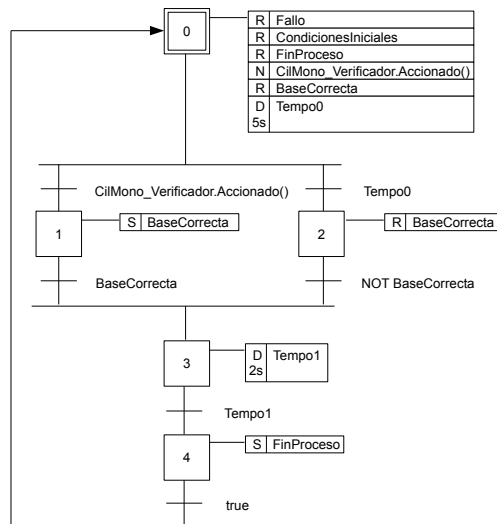 0
R Fallo
R CondicionesIniciales
R FinProceso
N CilMono_Verificador.Accionado()
R BaseCorrecta
D Tempo0
5s
CilMono_Verificador.Accionado()
Tempo0
1
S BaseCorrecta
2
R BaseCorrecta
BaseCorrecta
NOT BaseCorrecta
3
D Tempo1
2s
Tempo1
4
S FinProceso
true